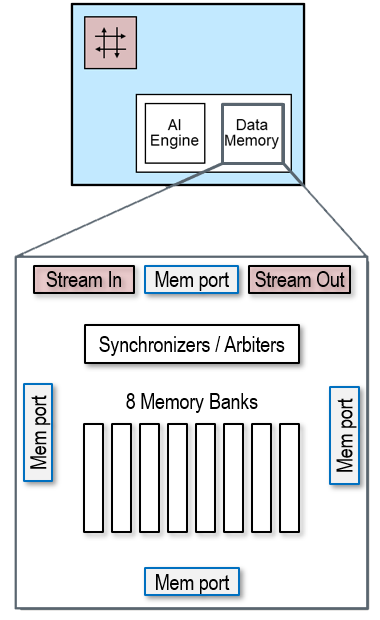 AI
Engine
Data
Memory
Stream In
Mem port
Stream Out
Synchronizers / Arbiters
8 Memory Banks
Mem port
Mem port
Mem port